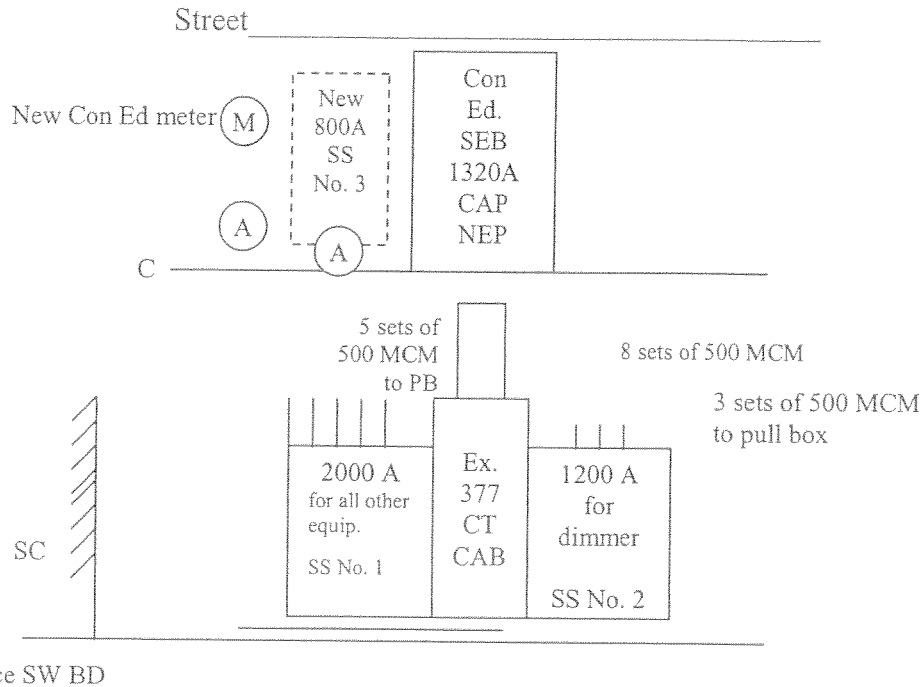 Street
New Con Ed meter
M
New
800A
SS
No. 3
Con
Ed.
SEB
1320A
CAP
NEP
A
A
C
5 sets of
500 MCM
to PB
8 sets of 500 MCM
3 sets of 500 MCM
to pull box
2000 A
for all other
equip.
SS No. 1
Ex.
377
CT
CAB
1200 A
for
dimmer
SS No. 2
SC
SW BD